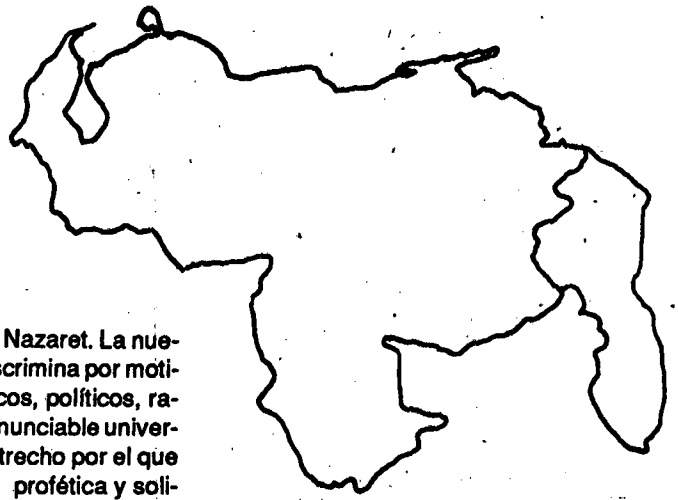 Nazaret. La nue-
scrimina por moti-
cos, políticos, ra-
nunciable univer-
trecho por el que
profética y soli-